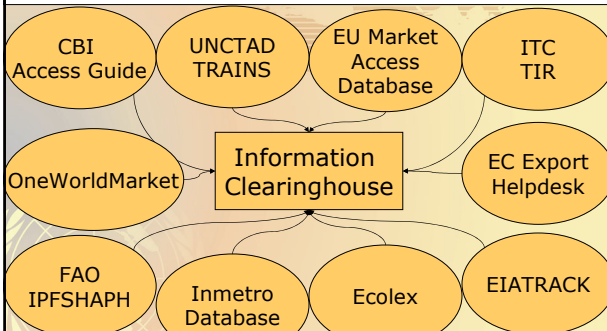 CBI
Access Guide
UNCTAD
TRAINS
EU Market
Access
Database
ITC
TIR
OneWorldMarket
Information
Clearinghouse
EC Export
Helpdesk
FAO
IPFSHAPH
Inmetro
Database
Ecolex
EIATRACK